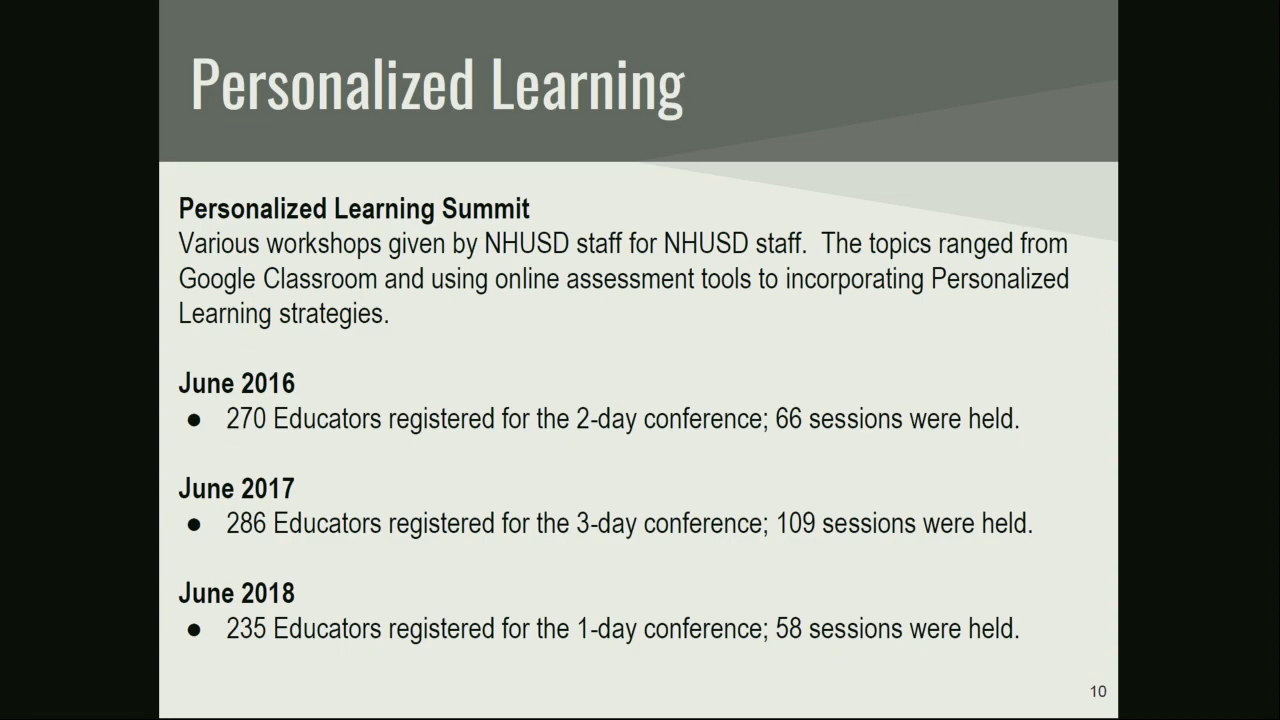 Personalized Learning
Personalized Learning Summit
Various workshops given by NHUSD staff for NHUSD staff.  The topics ranged from
Google Classroom and using online assessment tools to incorporating Personalized
Learning strategies.
June 2016
● 270 Educators registered for the 2-day conference; 66 sessions were held.
June 2017
● 286 Educators registered for the 3-day conference; 109 sessions were held.
June 2018
● 235 Educators registered for the 1-day conference; 58 sessions were held.
10